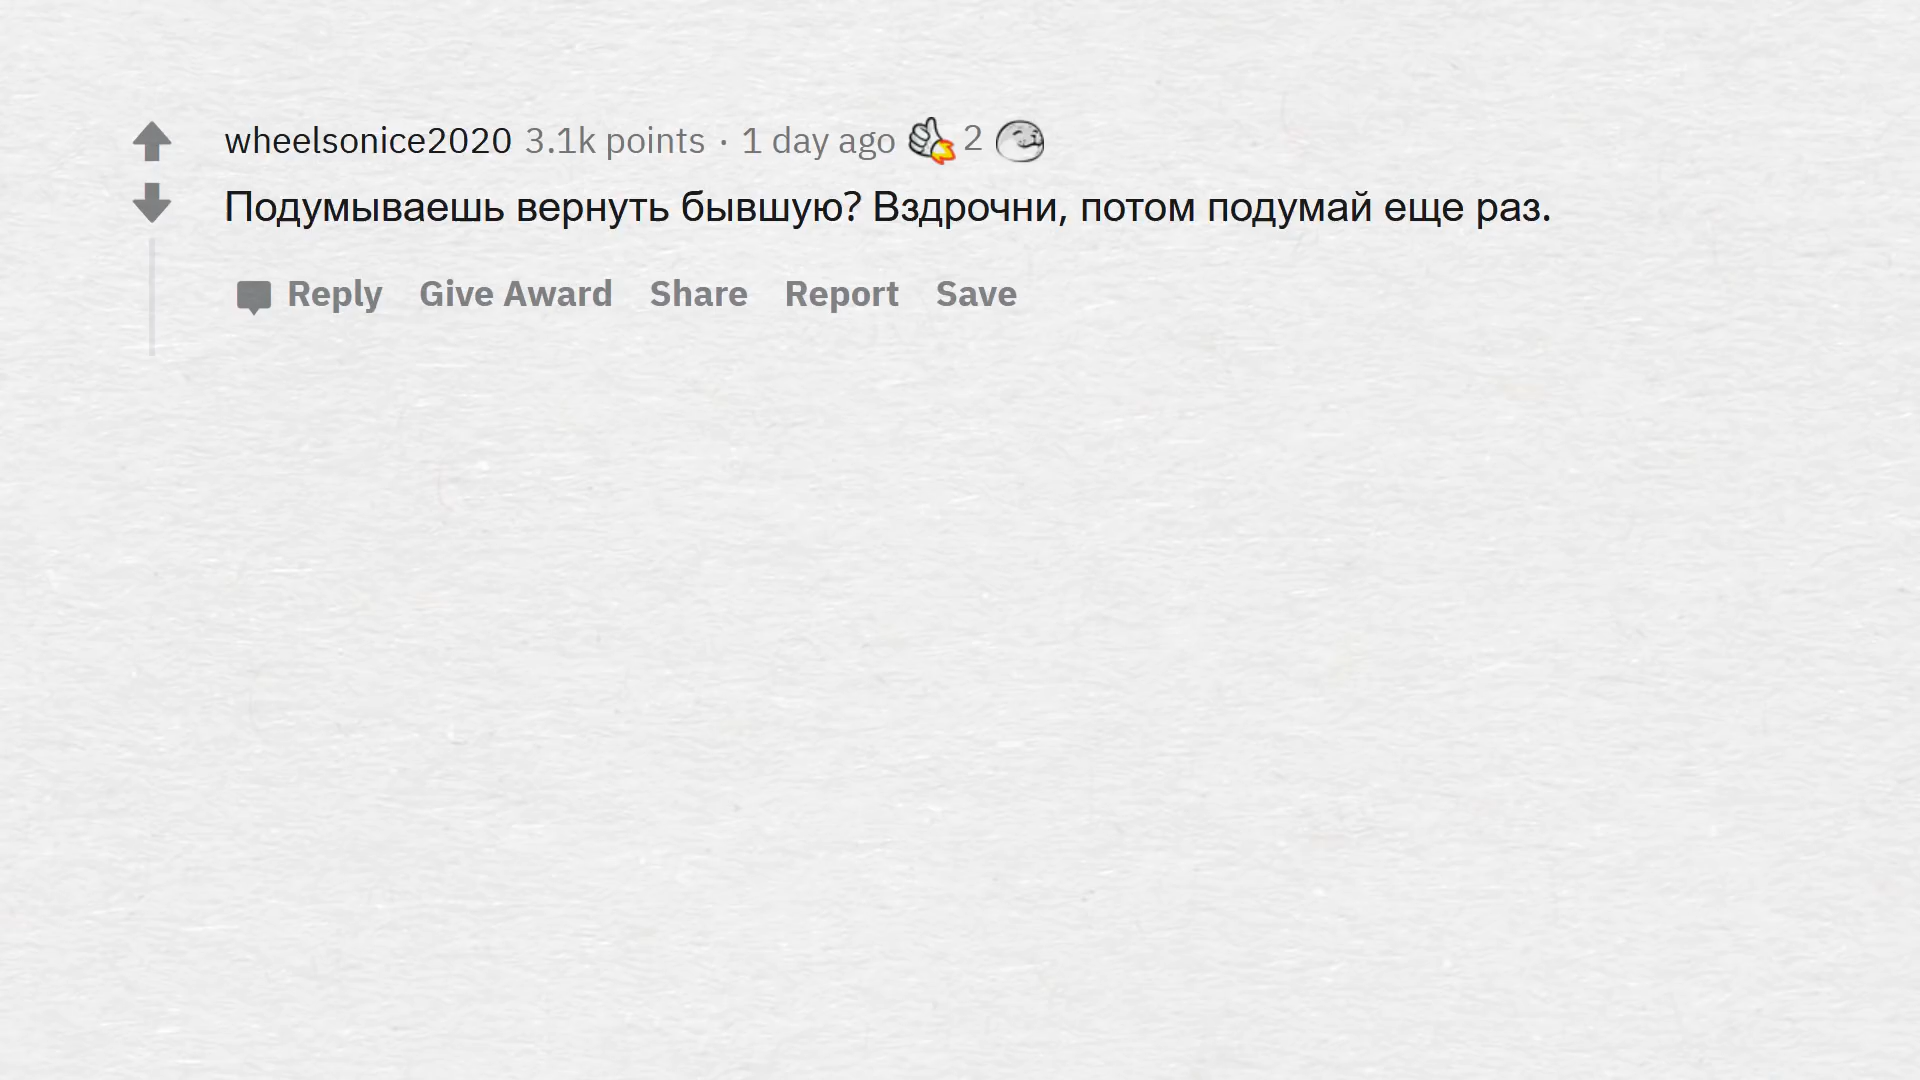 wheelsonice2020 3.1k points · 1 day ago 2
Подумываешь вернуть бывшую? Вздрочни, потом подумай еще раз.
Reply Give Award Share Report Save